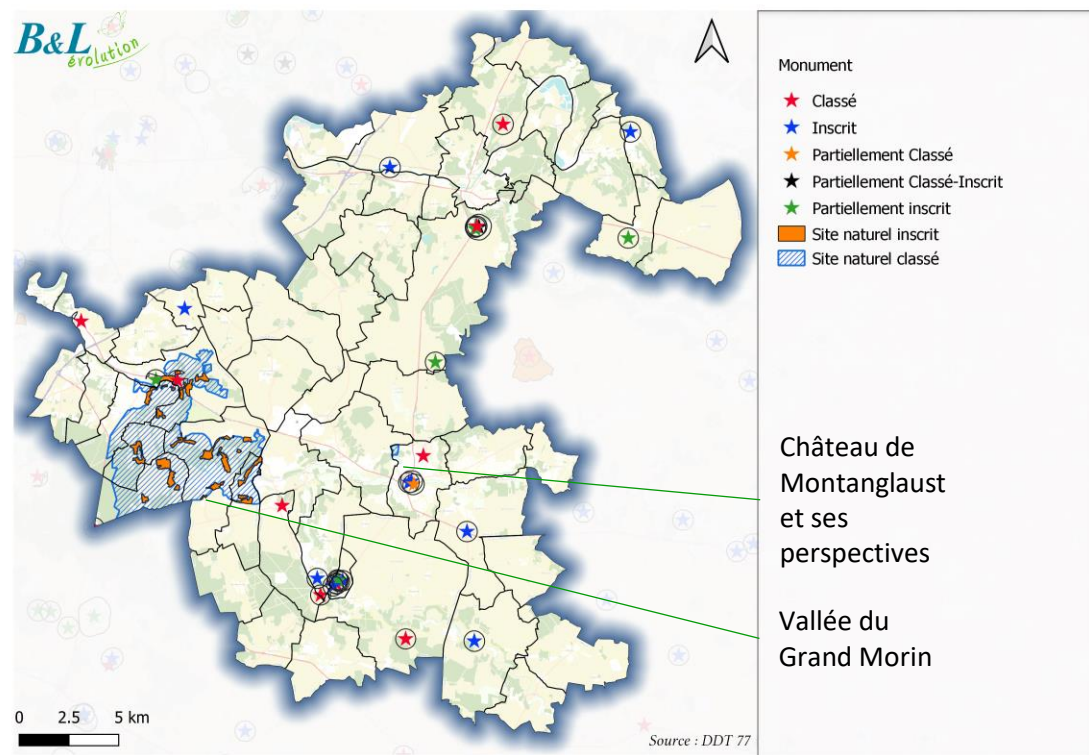 B&L
évolution
Monument
Classé
Inscrit
Partiellement Classé
Partiellement Classé-Inscrit
Partiellement inscrit
Site naturel inscrit
Site naturel classé
Château de
Montanglaust
et ses
perspectives
Vallée du
Grand Morin
0 2.5 5 km
Source : DDT 77